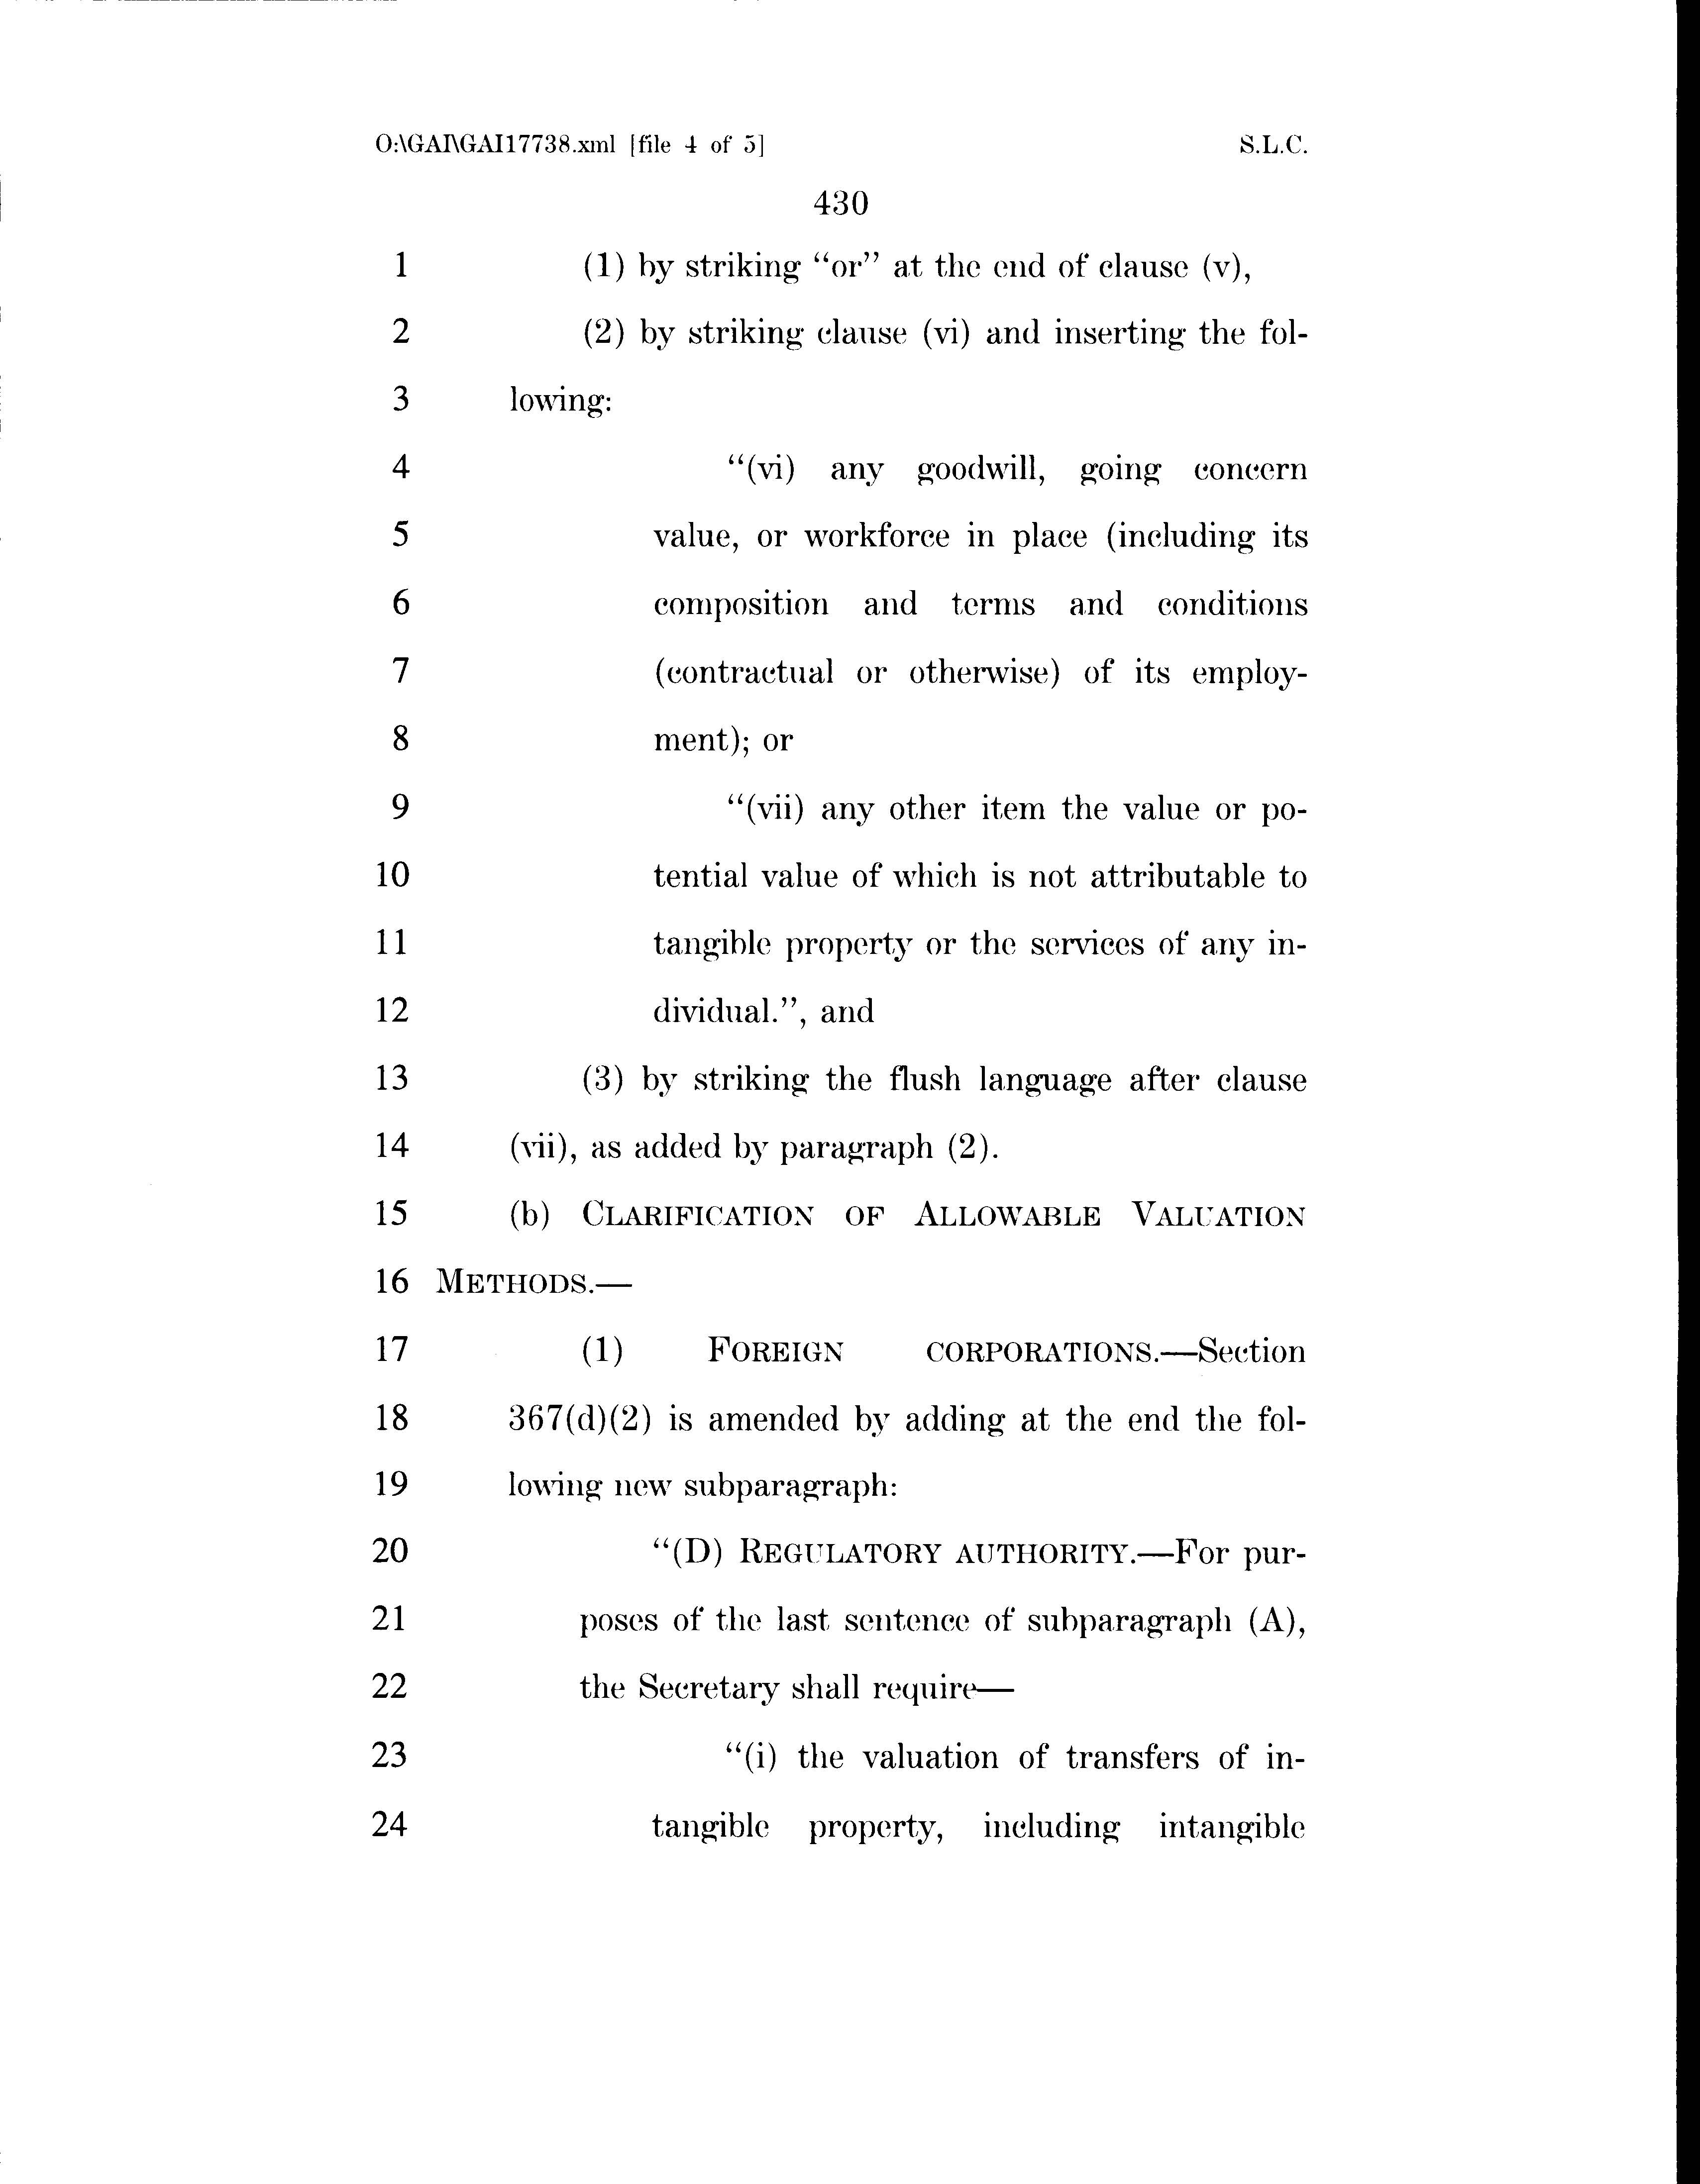 O:\GAI\GAI17738.xml [file 4 of 5] S.L.C.
430
1 (1) by striking “or” at the end of clause (v),
2 (2) by striking clause (vi) and inserting the fol-
3 lowing:
4 “(vi) any goodwill, going concern
5 value, or workforce in place (including its
6 composition and terms and conditions
7 (contractual or otherwise) of its employ-
8 ment); or
9 “(vii) any other item the value or po-
10 tential value of which is not attributable to
11 tangible property or the services of any in-
12 dividual.”, and
13 (3) by striking the flush language after clause
14 (vii), as added by paragraph (2).
15 (b) CLARIFICATION OF ALLOWABLE VALUATION
16 METHODS.—
17 (1) FOREIGN CORPORATIONS.—Section
18 367(d)(2) is amended by adding at the end the fol-
19 lowing new subparagraph:
20 “(D) REGULATORY AUTHORITY.—For pur-
21 poses of the last sentence of subparagraph (A),
22 the Secretary shall require—
23 “(i) the valuation of transfers of in-
24 tangible property, including intangible